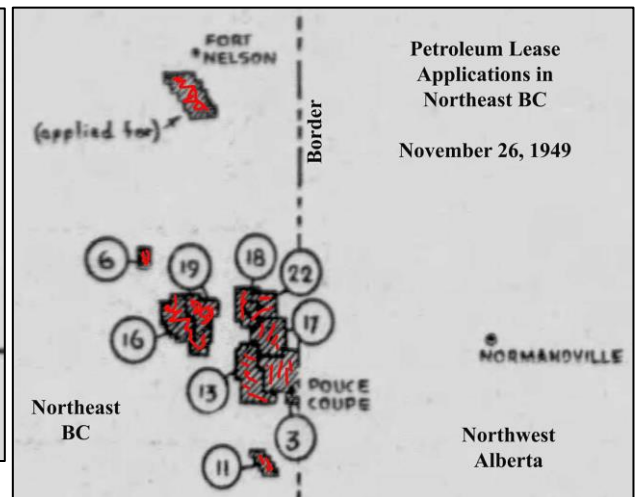 FORT
NELSON
Petroleum Lease
Applications in
Northeast BC
November 26, 1949
(applied for)
Border
6
19
18
22
16
17
13
NORMANDVILLE
POUCE
COUPE
Northeast
BC
3
11
Northwest
Alberta